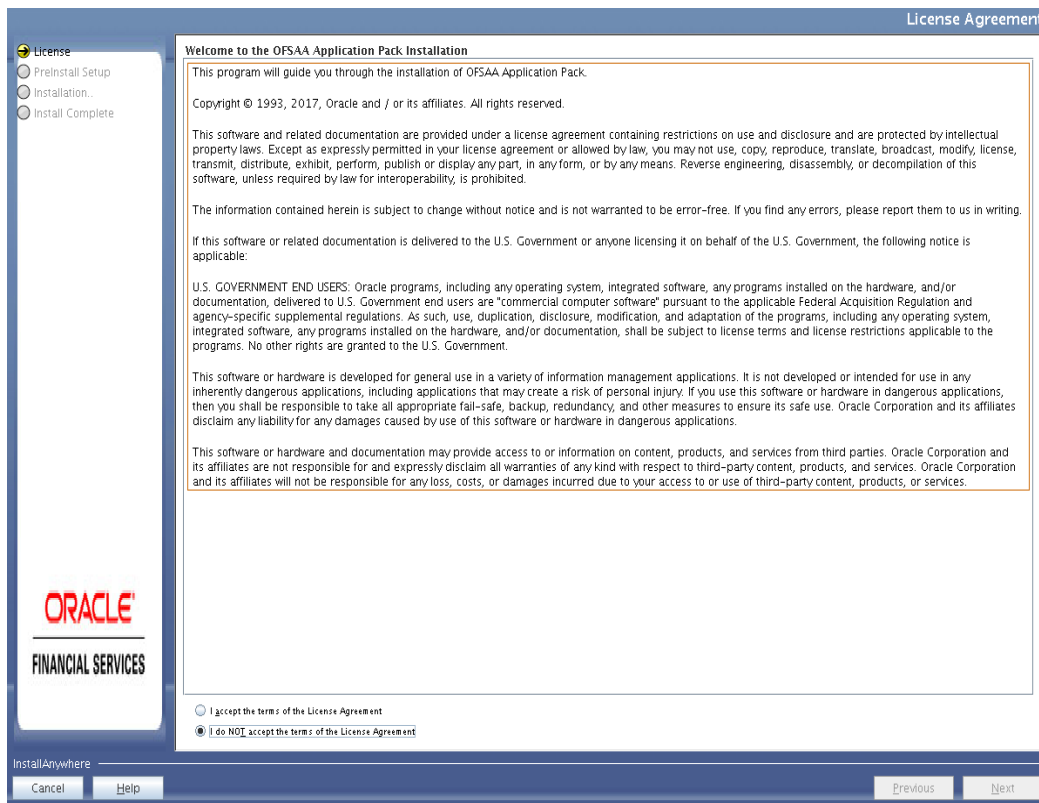 License Agreemen
License
PreInstall Setup
Installation..
Install Complete
Welcome to the OFSAA Application Pack Installation
This program will guide you through the installation of OFSAA Application Pack.
Copyright © 1993, 2017, Oracle and / or its affiliates. All rights reserved.
This software and related documentation are provided under a license agreement containing restrictions on use and disclosure and are protected by intellectual
property laws. Except as expressly permitted in your license agreement or allowed by law, you may not use, copy, reproduce, translate, broadcast, modify, license,
transmit, distribute, exhibit, perform, publish or display any part, in any form, or by any means. Reverse engineering, disassembly, or decompilation of this
software, unless required by law for interoperability, is prohibited.
The information contained herein is subject to change without notice and is not warranted to be error-free. If you find any errors, please report them to us in writing.
If this software or related documentation is delivered to the U.S. Government or anyone licensing it on behalf of the U.S. Government, the following notice is
applicable:
U.S. GOVERNMENT END USERS: Oracle programs, including any operating system, integrated software, any programs installed on the hardware, and/or
documentation, delivered to U.S. Government end users are "commercial computer software" pursuant to the applicable Federal Acquisition Regulation and
agency-specific supplemental regulations. As such, use, duplication, disclosure, modification, and adaptation of the programs, including any operating system,
integrated software, any programs installed on the hardware, and/or documentation, shall be subject to license terms and license restrictions applicable to the
programs. No other rights are granted to the U.S. Government.
This software or hardware is developed for general use in a variety of information management applications. It is not developed or intended for use in any
inherently dangerous applications, including applications that may create a risk of personal injury. If you use this software or hardware in dangerous applications,
then you shall be responsible to take all appropriate fail-safe, backup, redundancy, and other measures to ensure its safe use. Oracle Corporation and its affiliates
disclaim any liability for any damages caused by use of this software or hardware in dangerous applications.
This software or hardware and documentation may provide access to or information on content, products, and services from third parties. Oracle Corporation and
its affiliates are not responsible for and expressly disclaim all warranties of any kind with respect to third-party content, products, and services. Oracle Corporation
and its affiliates will not be responsible for any loss, costs, or damages incurred due to your access to or use of third-party content, products, or services.
ORACLE
FINANCIAL SERVICES
I accept the terms of the License Agreement
I do NOT accept the terms of the License Agreement
InstallAnywhere
Cancel
Help
Previous
Next